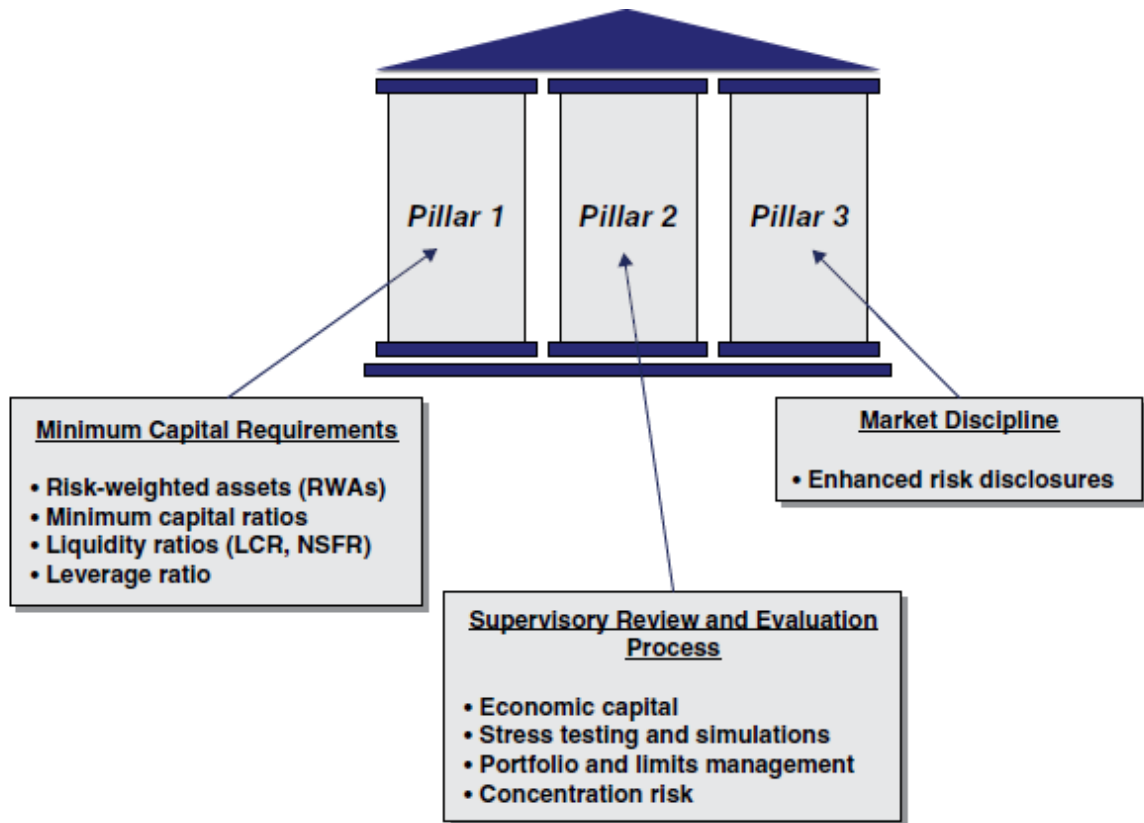 Pillar 1
Pillar 2
Pillar 3
Minimum Capital Requirements
• Risk-weighted assets (RWAs)
• Minimum capital ratios
• Liquidity ratios (LCR, NSFR)
• Leverage ratio
Supervisory Review and Evaluation
Process
• Economic capital
• Stress testing and simulations
• Portfolio and limits management
• Concentration risk
Market Discipline
• Enhanced risk disclosures